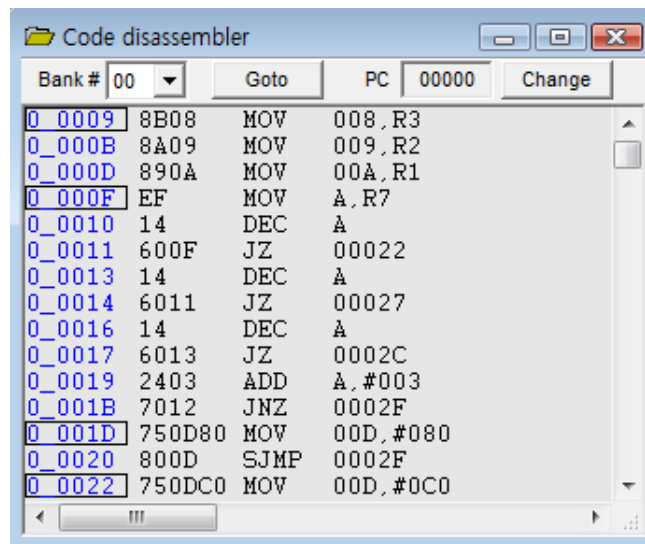 Code disassembler
Bank # 00 Goto PC 00000 Change
0_0009 8B08 MOV 008,R3
0_000B 8A09 MOV 009,R2
0_000D 890A MOV 00A,R1
0_000F EF MOV A,R7
0_0010 14 DEC A
0_0011 600F JZ 00022
0_0013 14 DEC A
0_0014 6011 JZ 00027
0_0016 14 DEC A
0_0017 6013 JZ 0002C
0_0019 2403 ADD A,#003
0_001B 7012 JNZ 0002F
0_001D 750D80 MOV 00D,#080
0_0020 800D SJMP 0002F
0_0022 750DC0 MOV 00D,#0C0